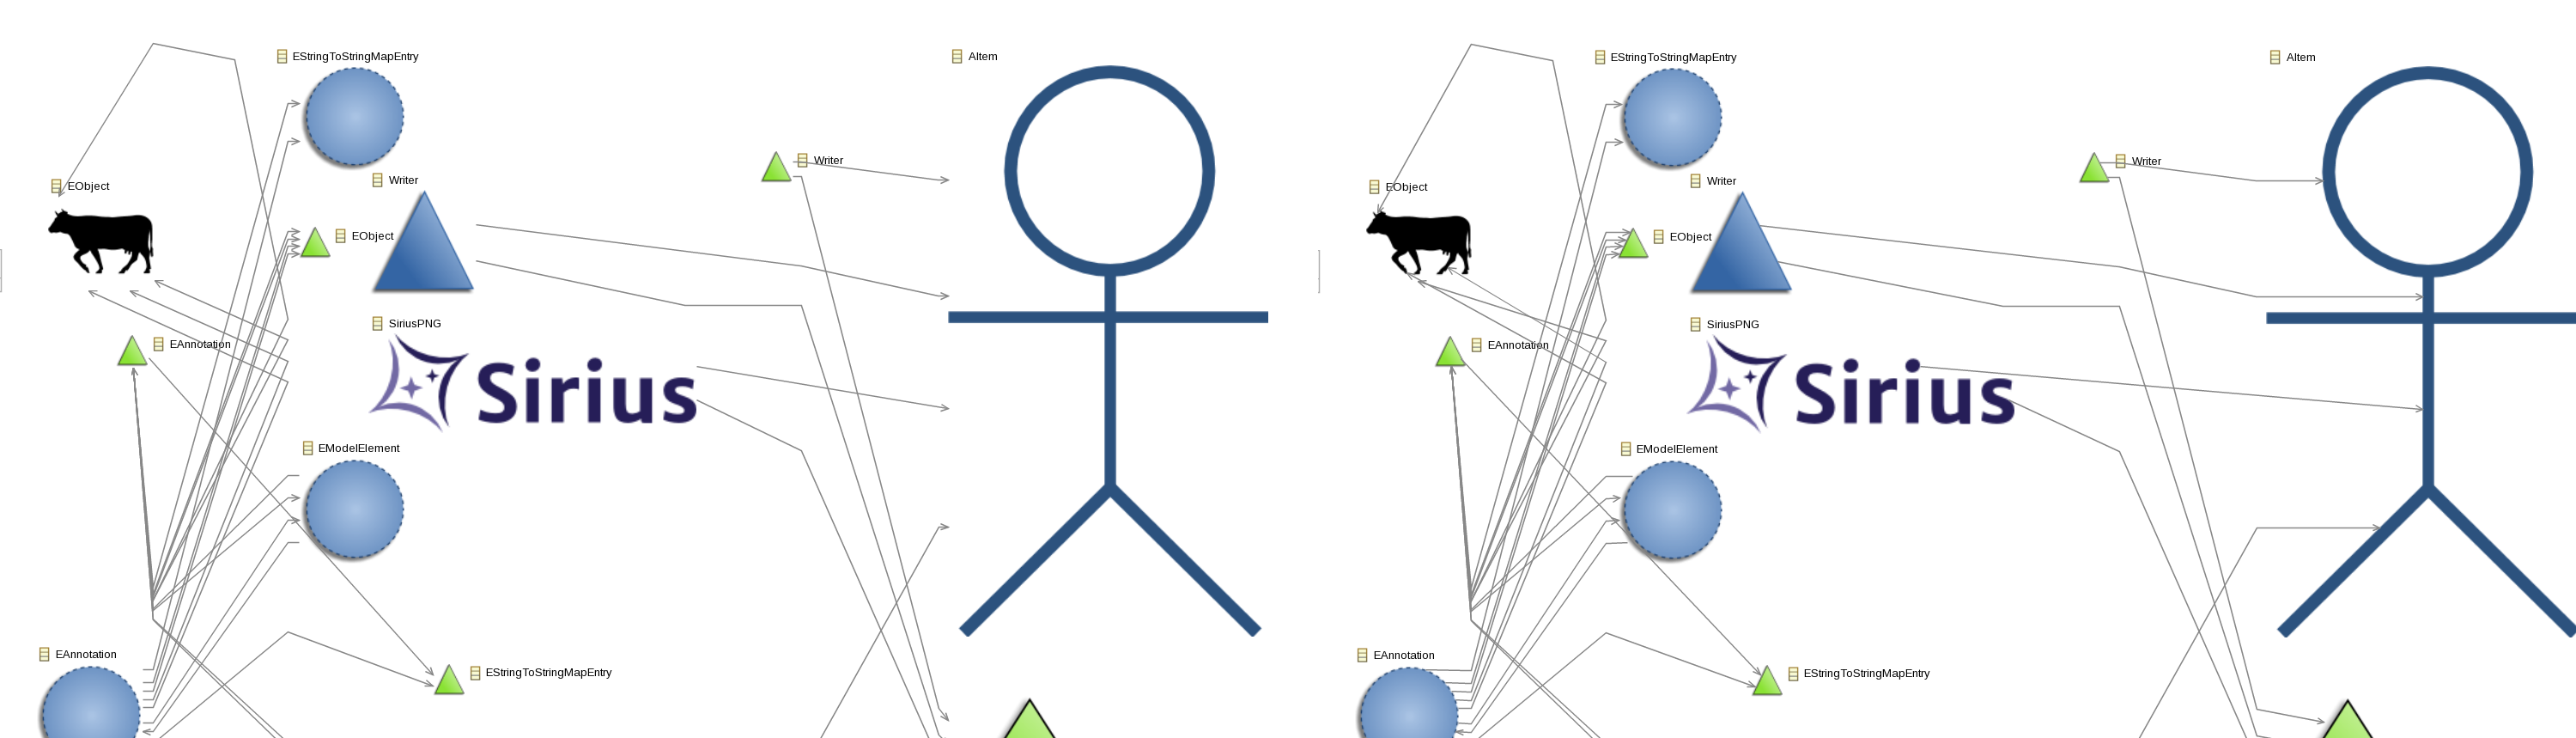 EStringToStringMapEntry
AItem
Writer
EObject
Writer
EObject
SiriusPNG
EAnnotation
Sirius
EModelElement
EAnnotation
EStringToStringMapEntry
EStringToStringMapEntry
AItem
Writer
EObject
Writer
EObject
SiriusPNG
EAnnotation
Sirius
EModelElement
EAnnotation
EStringToStringMapEntry